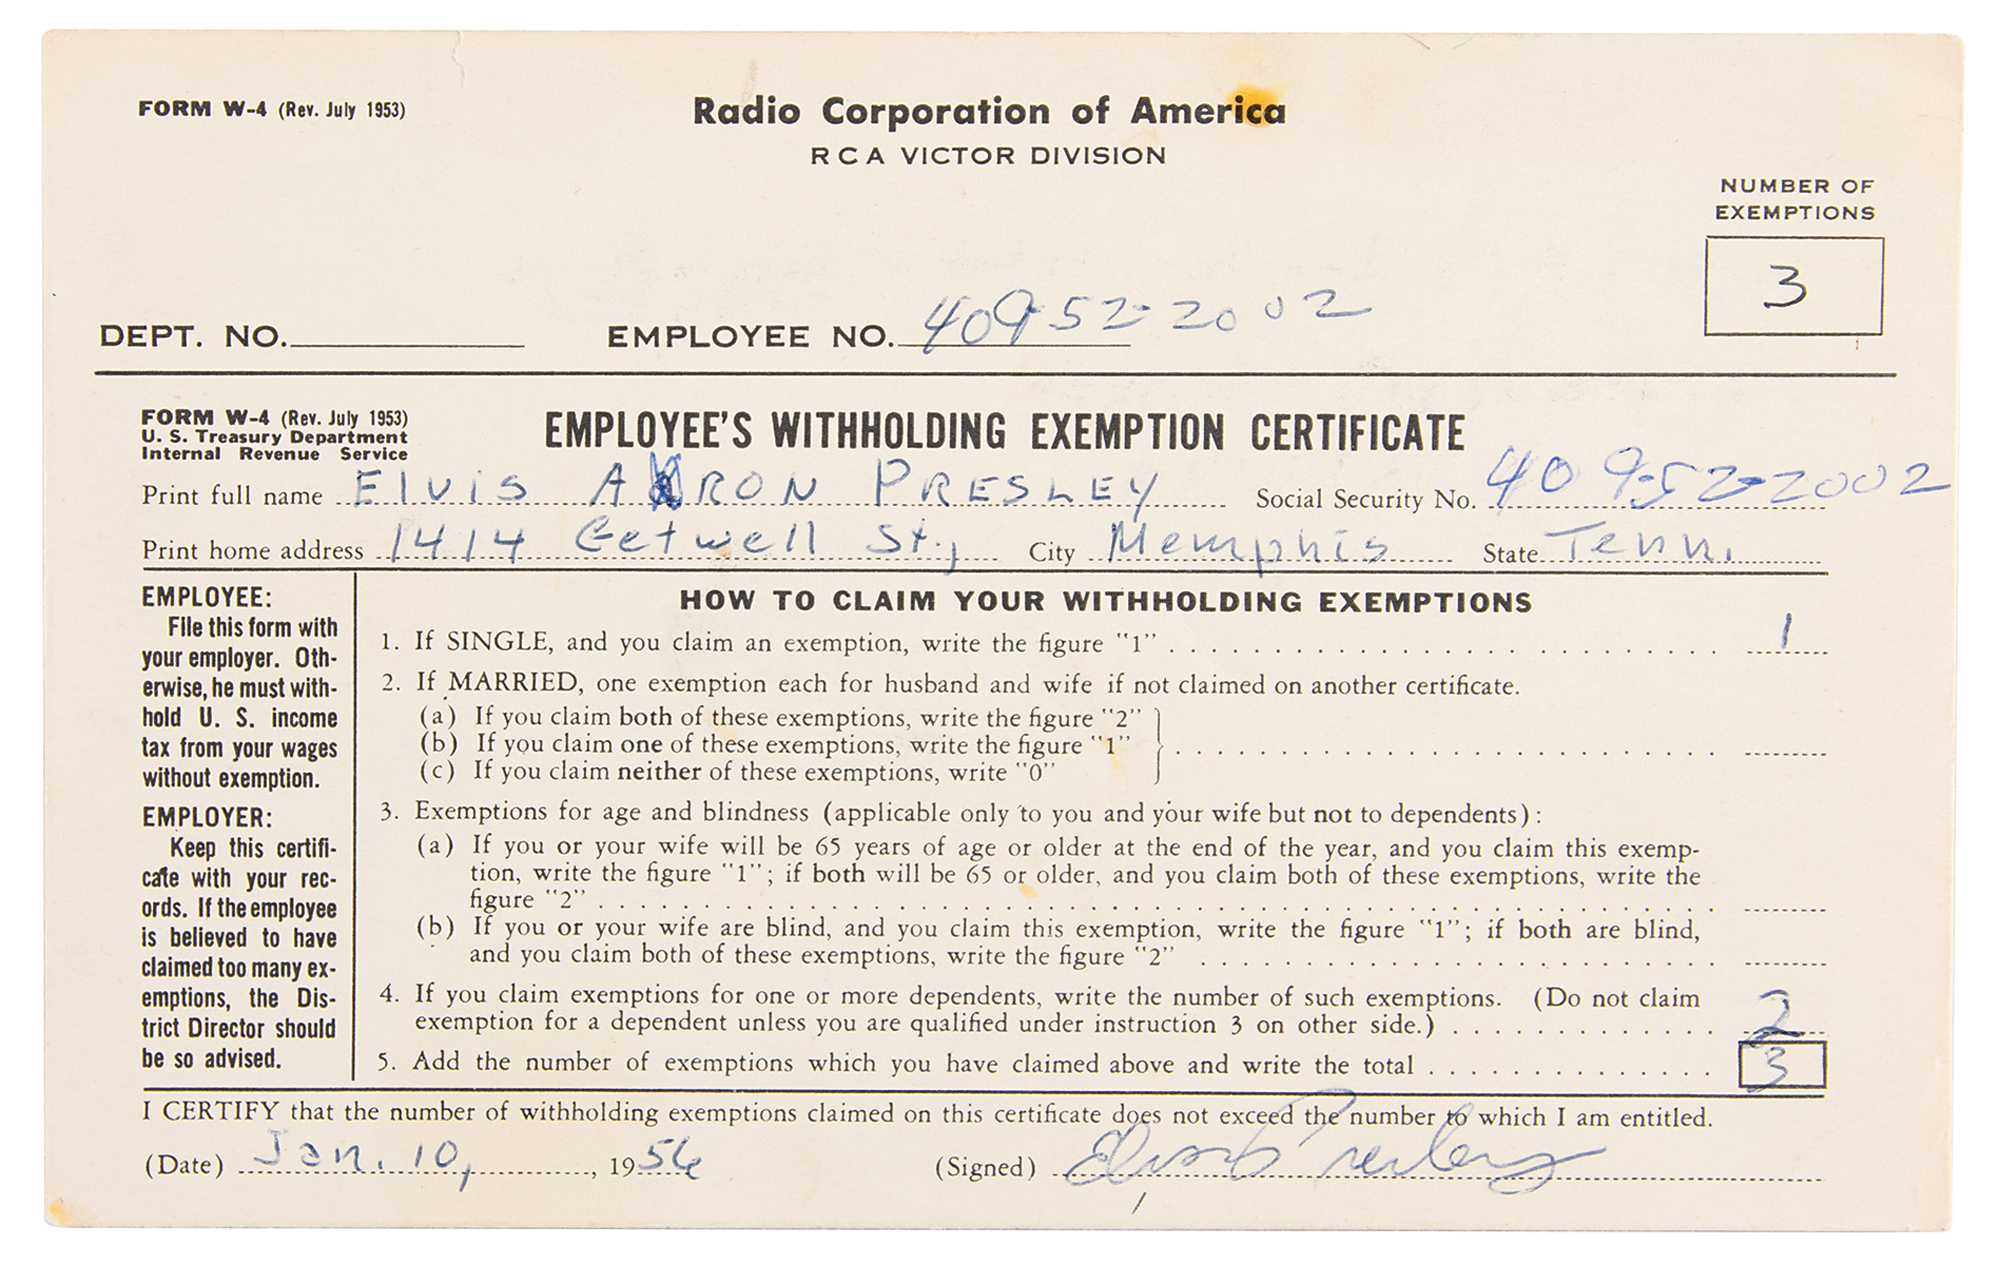 FORM W-4 (Rev. July 1953)
Radio Corporation of America
RCA VICTOR DIVISION
NUMBER OF
EXEMPTIONS
3
DEPT. NO. EMPLOYEE NO. 409-52-2002
FORM W-4 (Rev. July 1953)
U. S. Treasury Department
Internal Revenue Service
EMPLOYEE'S WITHHOLDING EXEMPTION CERTIFICATE
Print full name ELVIS ARON PRESLEY Social Security No. 409-52-2002
Print home address 1414 Getwell St., City Memphis State Tenn.
EMPLOYEE:
File this form with
your employer. Oth-
erwise, he must with-
hold U. S. income
tax from your wages
without exemption.
EMPLOYER:
Keep this certifi-
cate with your rec-
ords. If the employee
is believed to have
claimed too many ex-
emptions, the Dis-
trict Director should
be so advised.
HOW TO CLAIM YOUR WITHHOLDING EXEMPTIONS
1. If SINGLE, and you claim an exemption, write the figure "1" 1
2. If MARRIED, one exemption each for husband and wife if not claimed on another certificate.
(a) If you claim both of these exemptions, write the figure "2"
(b) If you claim one of these exemptions, write the figure "1"
(c) If you claim neither of these exemptions, write "0"
3. Exemptions for age and blindness (applicable only to you and your wife but not to dependents):
(a) If you or your wife will be 65 years of age or older at the end of the year, and you claim this exemp-
tion, write the figure "1"; if both will be 65 or older, and you claim both of these exemptions, write the
figure "2"
(b) If you or your wife are blind, and you claim this exemption, write the figure "1"; if both are blind,
and you claim both of these exemptions, write the figure "2"
4. If you claim exemptions for one or more dependents, write the number of such exemptions. (Do not claim
exemption for a dependent unless you are qualified under instruction 3 on other side.) 2
5. Add the number of exemptions which you have claimed above and write the total 3
I CERTIFY that the number of withholding exemptions claimed on this certificate does not exceed the number to which I am entitled.
(Date) Jan. 10, , 1956 (Signed) Elvis Presley